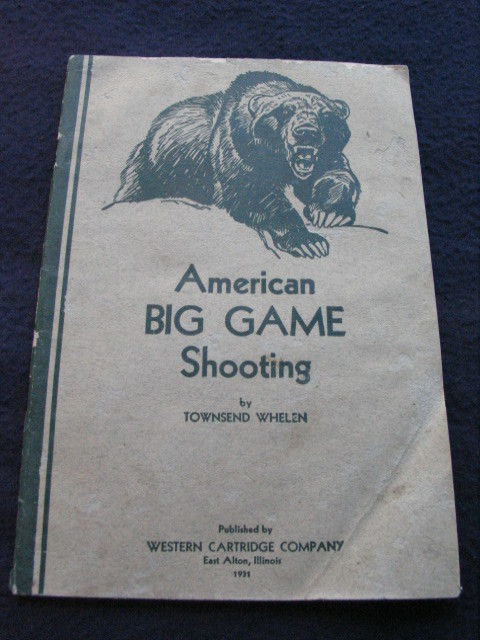 American
BIG GAME
Shooting
by
TOWNSEND WHELEN
Published by
WESTERN CARTRIDGE COMPANY
East Alton, Illinois
1931